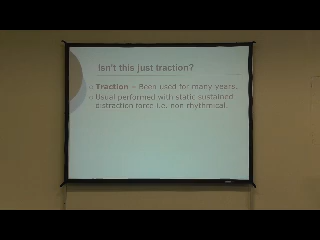 Isn't this just traction?
Traction – Been used for many years.
Usual performed with static sustained
distraction force i.e. non rhythmical.